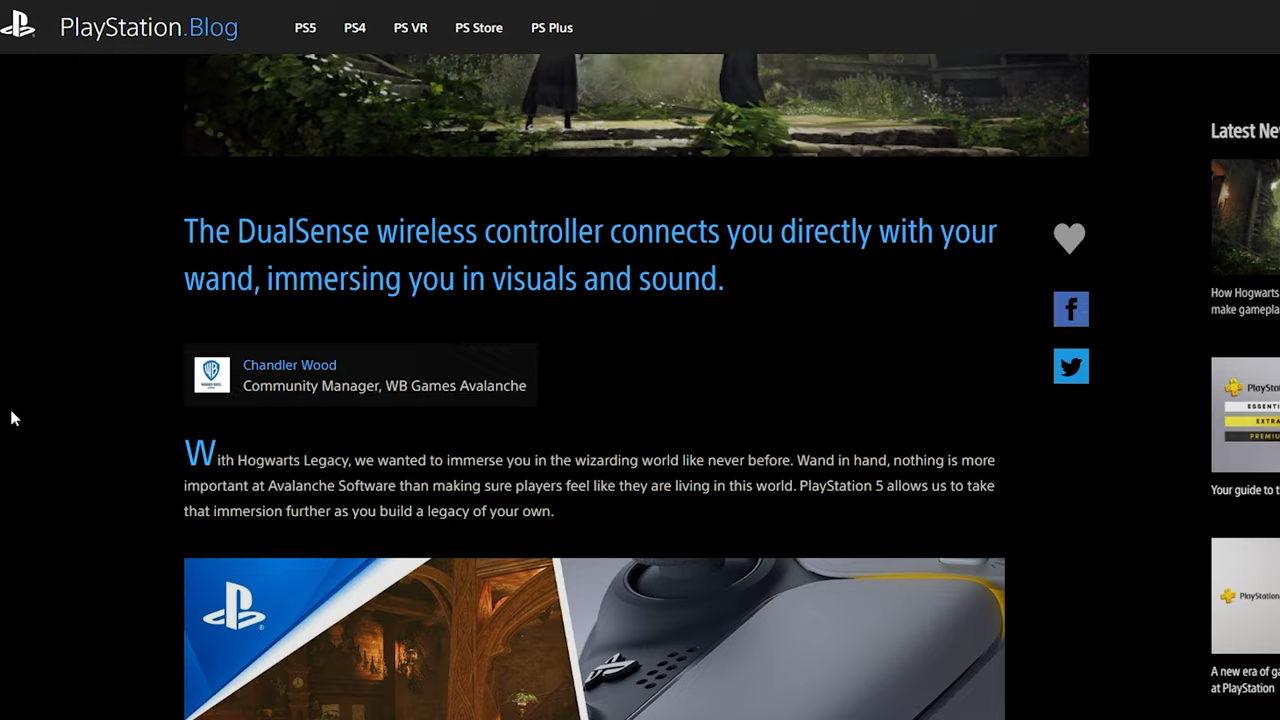 PlayStation.Blog
PS5
PS4
PS VR
PS Store
PS Plus
The DualSense wireless controller connects you directly with your
wand, immersing you in visuals and sound.
Chandler Wood
Community Manager, WB Games Avalanche
With Hogwarts Legacy, we wanted to immerse you in the wizarding world like never before. Wand in hand, nothing is more
important at Avalanche Software than making sure players feel like they are living in this world. PlayStation 5 allows us to take
that immersion further as you build a legacy of your own.
Latest Ne
How Hogwarts
make gamepla
PlayStat
ESSENTI
EXTRA
PREMIU
Your guide to t
PlayStation
A new era of ga
at PlayStation